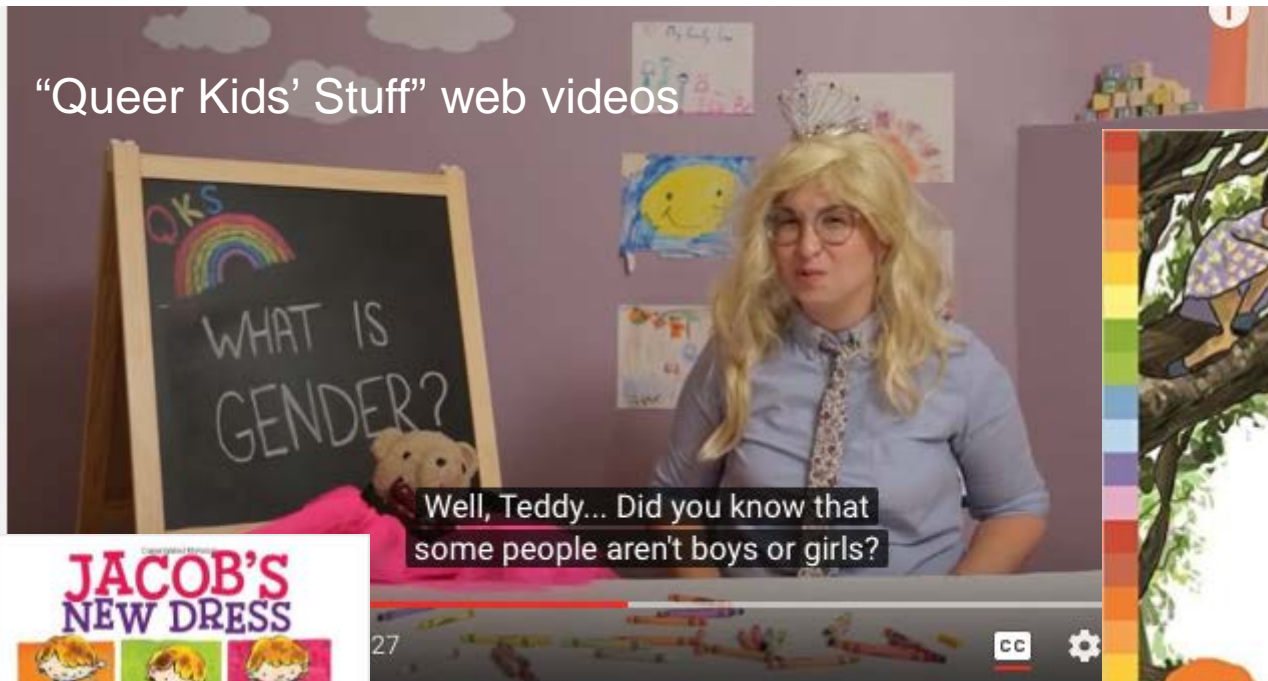 “Queer Kids’ Stuff” web videos
QKS
WHAT IS
GENDER?
Well, Teddy... Did you know that
some people aren't boys or girls?
JACOB'S
NEW DRESS
27
CC